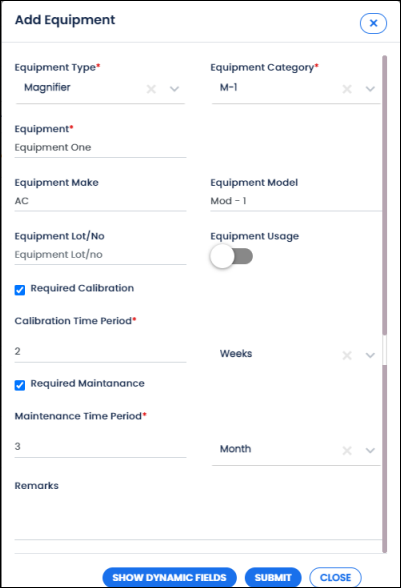 Add Equipment
Equipment Type* Equipment Category*
Magnifier M-1
Equipment*
Equipment One
Equipment Make Equipment Model
AC Mod - 1
Equipment Lot/No Equipment Usage
Equipment Lot/no
Required Calibration
Calibration Time Period*
2 Weeks
Required Maintanance
Maintenance Time Period*
3 Month
Remarks
SHOW DYNAMIC FIELDS SUBMIT CLOSE